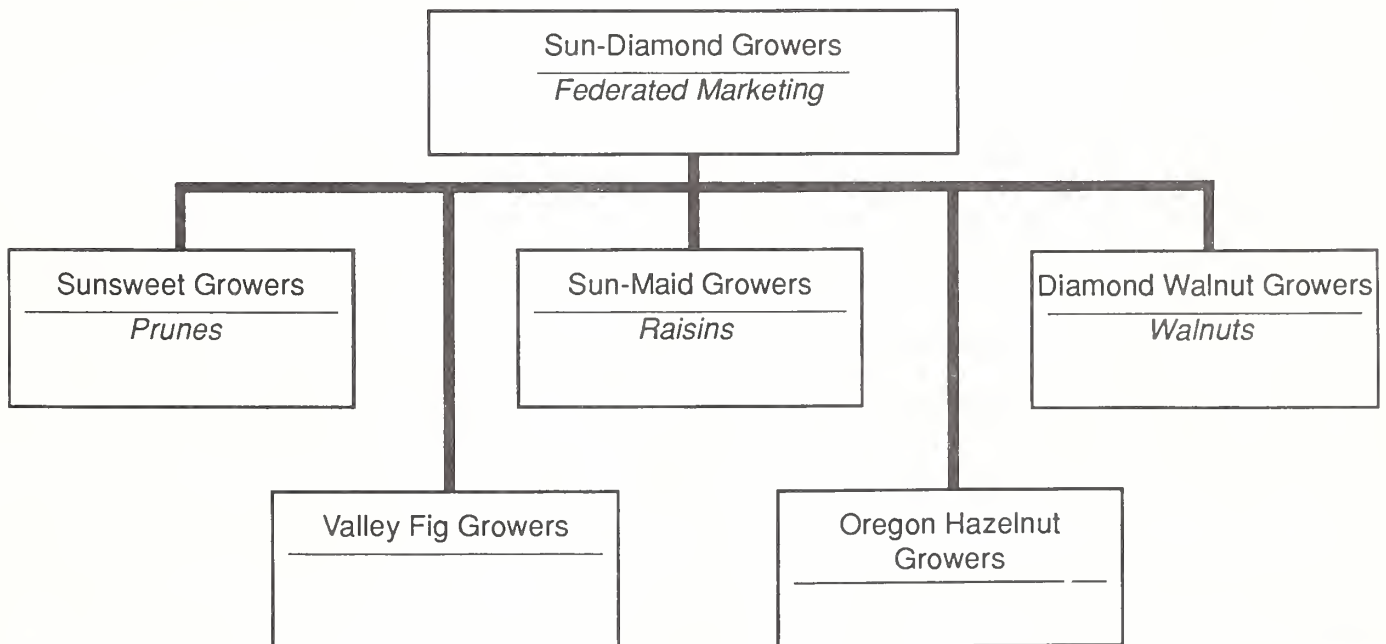 Sun-Diamond Growers
Federated Marketing
Sunsweet Growers
Prunes
Sun-Maid Growers
Raisins
Diamond Walnut Growers
Walnuts
Valley Fig Growers
Oregon Hazelnut
Growers